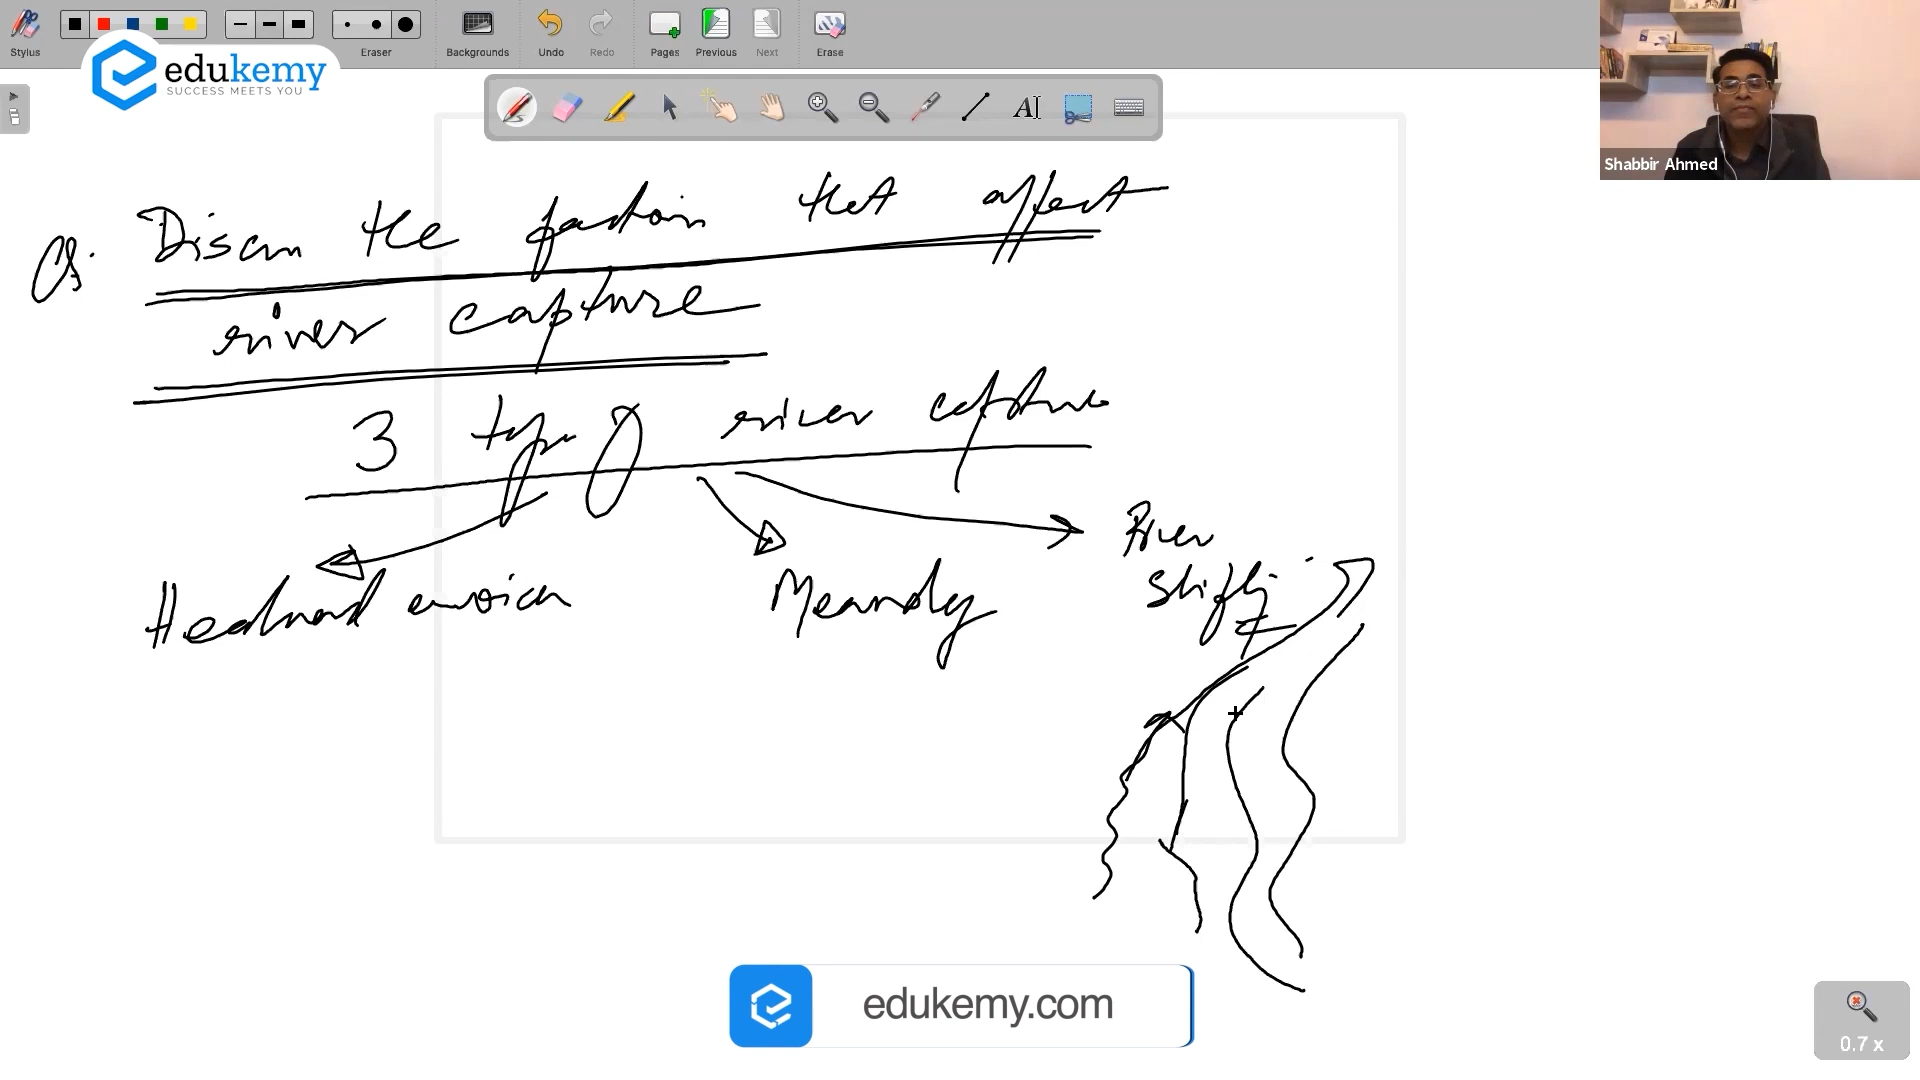 Stylus
Eraser
Backgrounds
Undo
Redo
Pages
Previous
Next
Erase
edukemy
SUCCESS MEETS YOU
Shabbir Ahmed
Q. Discuss the factors that affect
river capture
3 types of river capture
Headward erosion
Meandering
River
Shifting
edukemy.com
0.7 x